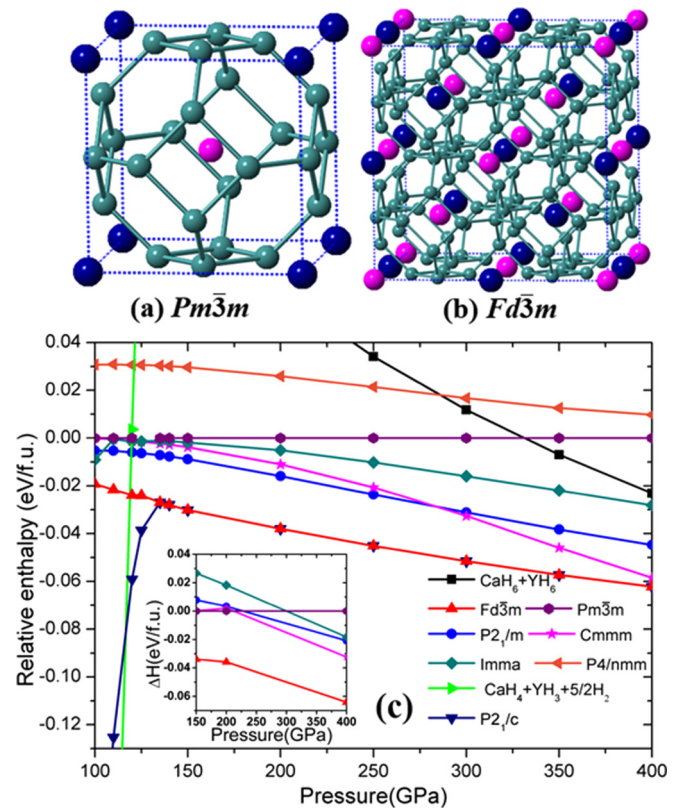 (a) Pm3̄m
(b) Fd3̄m
Relative enthalpy (eV/f.u.)
0.04
0.02
0.00
-0.02
-0.04
-0.06
-0.08
-0.10
-0.12
100 150 200 250 300 350 400
Pressure(GPa)
ΔH(eV/f.u.)
0.04
0.02
0.00
-0.02
-0.04
-0.06
150 200 250 300 350 400
Pressure(GPa)
(c)
CaH₆+YH₆
Fd3̄m Pm3̄m
P2₁/m Cmmm
Imma P4/nmm
CaH₄+YH₃+5/2H₂
P2₁/c